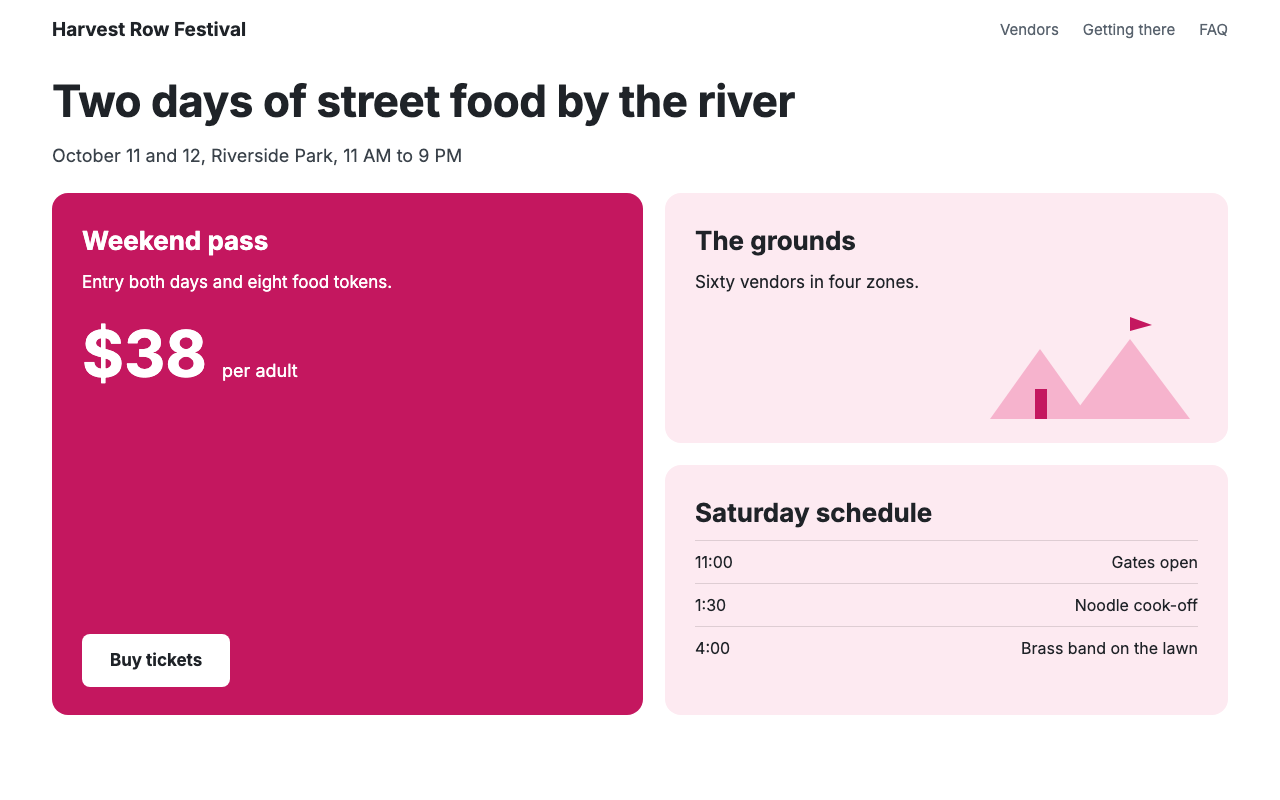 Harvest Row Festival
Vendors Getting there FAQ
Two days of street food by the river
October 11 and 12, Riverside Park, 11 AM to 9 PM
Weekend pass
Entry both days and eight food tokens.
$38 per adult
Buy tickets
The grounds
Sixty vendors in four zones.
Saturday schedule
11:00 Gates open
1:30 Noodle cook-off
4:00 Brass band on the lawn